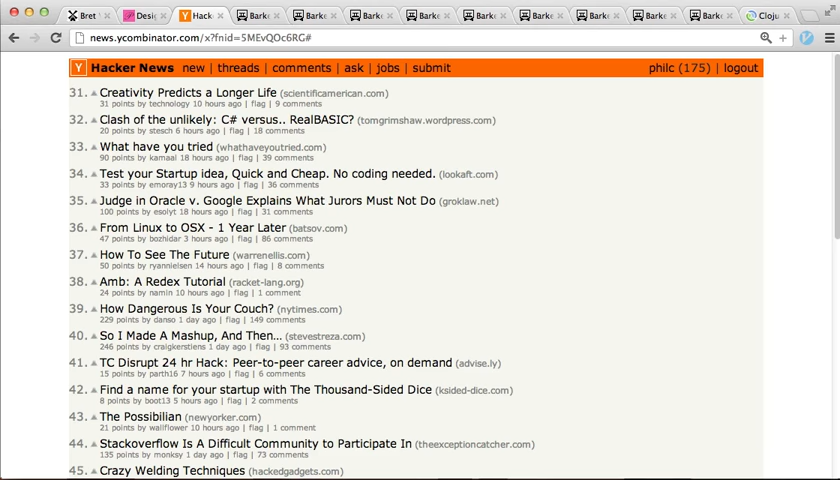 Bret
Desig
Hacke
Barke
Barke
Barke
Barke
Barke
Barke
Barke
Barke
Barke
Cloju
news.ycombinator.com/x?fnid=5MEvQOc6RG#
Y Hacker News new | threads | comments | ask | jobs | submit philc (175) | logout
31. Creativity Predicts a Longer Life (scientificamerican.com)
31 points by technology 10 hours ago | flag | 9 comments
32. Clash of the unlikely: C# versus.. RealBASIC? (tomgrimshaw.wordpress.com)
20 points by stesch 6 hours ago | flag | 18 comments
33. What have you tried (whathaveyoutried.com)
90 points by kamaal 18 hours ago | flag | 39 comments
34. Test your Startup idea, Quick and Cheap. No coding needed. (lookaft.com)
33 points by emoray13 9 hours ago | flag | 36 comments
35. Judge in Oracle v. Google Explains What Jurors Must Not Do (groklaw.net)
100 points by esolyt 18 hours ago | flag | 31 comments
36. From Linux to OSX - 1 Year Later (batsov.com)
47 points by bozhidar 3 hours ago | flag | 86 comments
37. How To See The Future (warrenellis.com)
50 points by ryannielsen 14 hours ago | flag | 8 comments
38. Amb: A Redex Tutorial (racket-lang.org)
24 points by namin 10 hours ago | flag | 1 comment
39. How Dangerous Is Your Couch? (nytimes.com)
229 points by danso 1 day ago | flag | 149 comments
40. So I Made A Mashup, And Then... (stevestreza.com)
246 points by craigkerstiens 1 day ago | flag | 93 comments
41. TC Disrupt 24 hr Hack: Peer-to-peer career advice, on demand (advise.ly)
15 points by parth16 7 hours ago | flag | 6 comments
42. Find a name for your startup with The Thousand-Sided Dice (ksided-dice.com)
8 points by boot13 5 hours ago | flag | 2 comments
43. The Possibilian (newyorker.com)
21 points by wallflower 10 hours ago | flag | 1 comment
44. Stackoverflow Is A Difficult Community to Participate In (theexceptioncatcher.com)
135 points by monksy 1 day ago | flag | 73 comments
45. Crazy Welding Techniques (hackedgadgets.com)